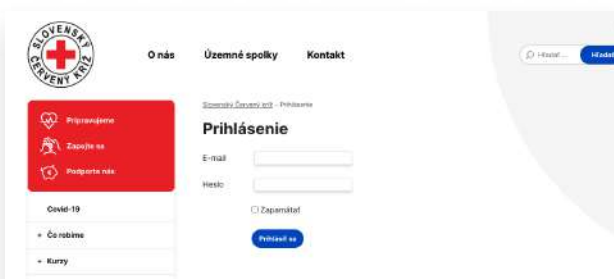 SLOVENSKÝ ČERVENÝ KRÍŽ
O nás Územné spolky Kontakt
Hľadať... Hľadať
Slovenský Červený kríž - Prihlásenie
Pripravujeme
Zapojte sa
Podporte nás
Prihlásenie
E-mail
Heslo
Zapamätať
Prihlásiť sa
Covid-19
+ Čo robíme
+ Kurzy